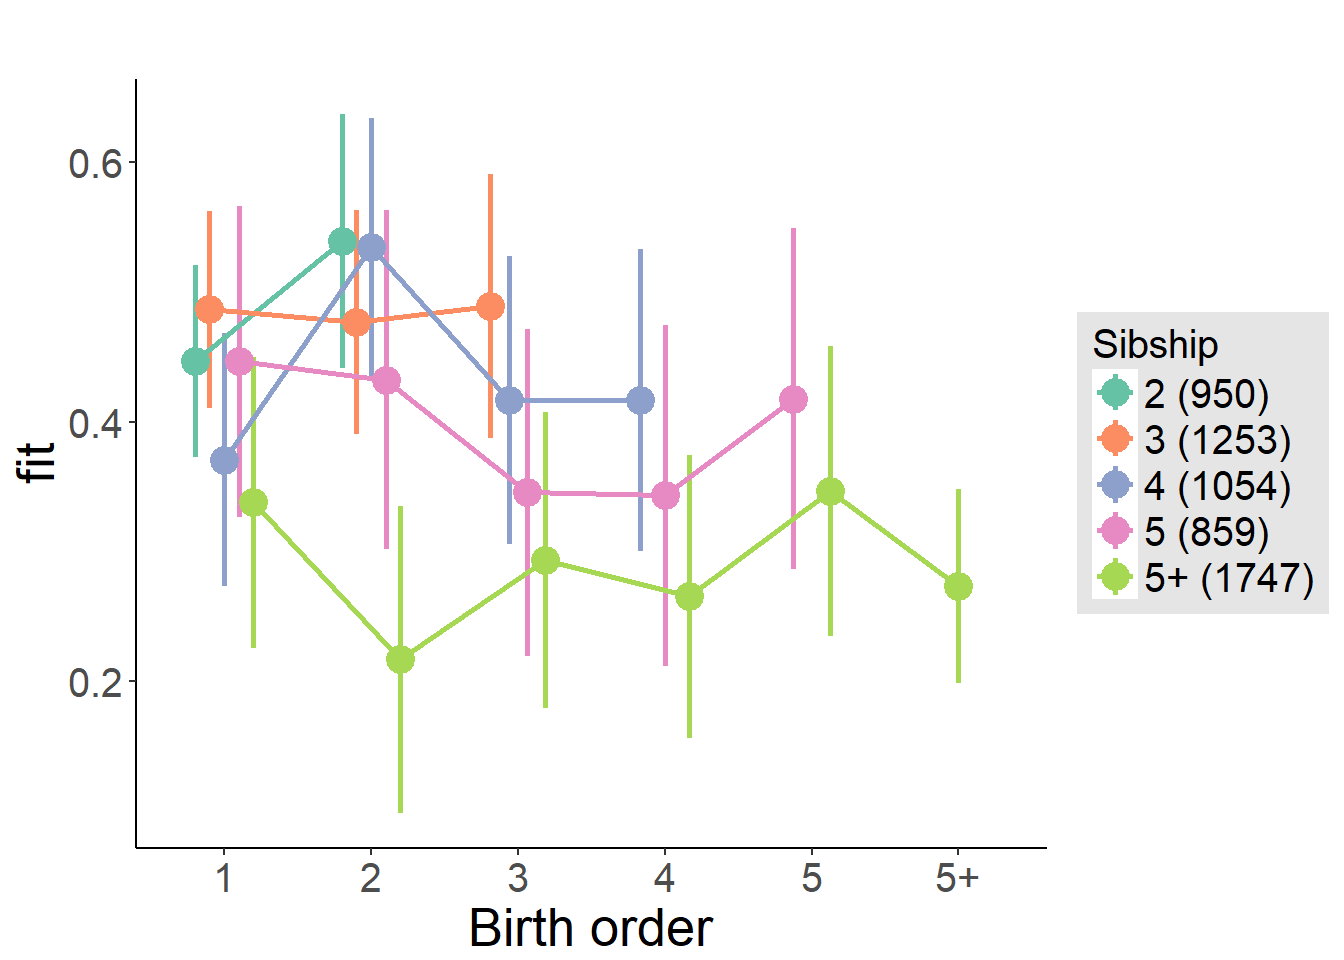 0.6
0.4
0.2
fit
1 2 3 4 5 5+
Birth order
Sibship
2 (950)
3 (1253)
4 (1054)
5 (859)
5+ (1747)